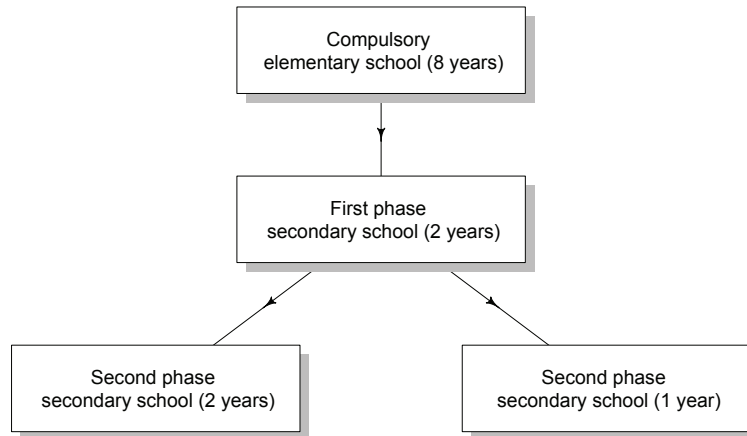 Compulsory
elementary school (8 years)
First phase
secondary school (2 years)
Second phase
secondary school (2 years)
Second phase
secondary school (1 year)